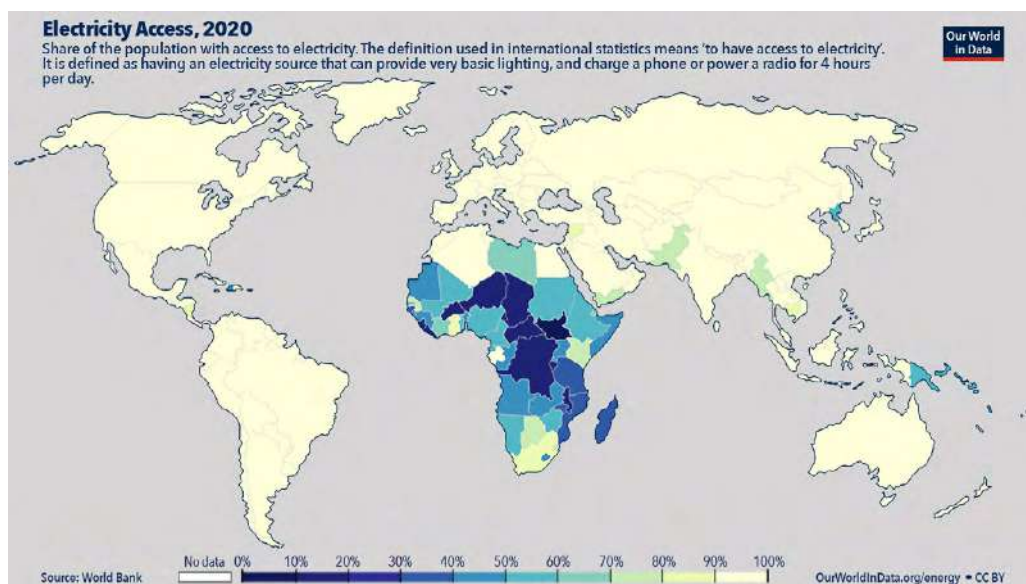 Electricity Access, 2020
Share of the population with access to electricity. The definition used in international statistics means 'to have access to electricity'.
It is defined as having an electricity source that can provide very basic lighting, and charge a phone or power a radio for 4 hours
per day.
Our World
in Data
No data 0% 10% 20% 30% 40% 50% 60% 70% 80% 90% 100%
Source: World Bank
OurWorldInData.org/energy • CC BY